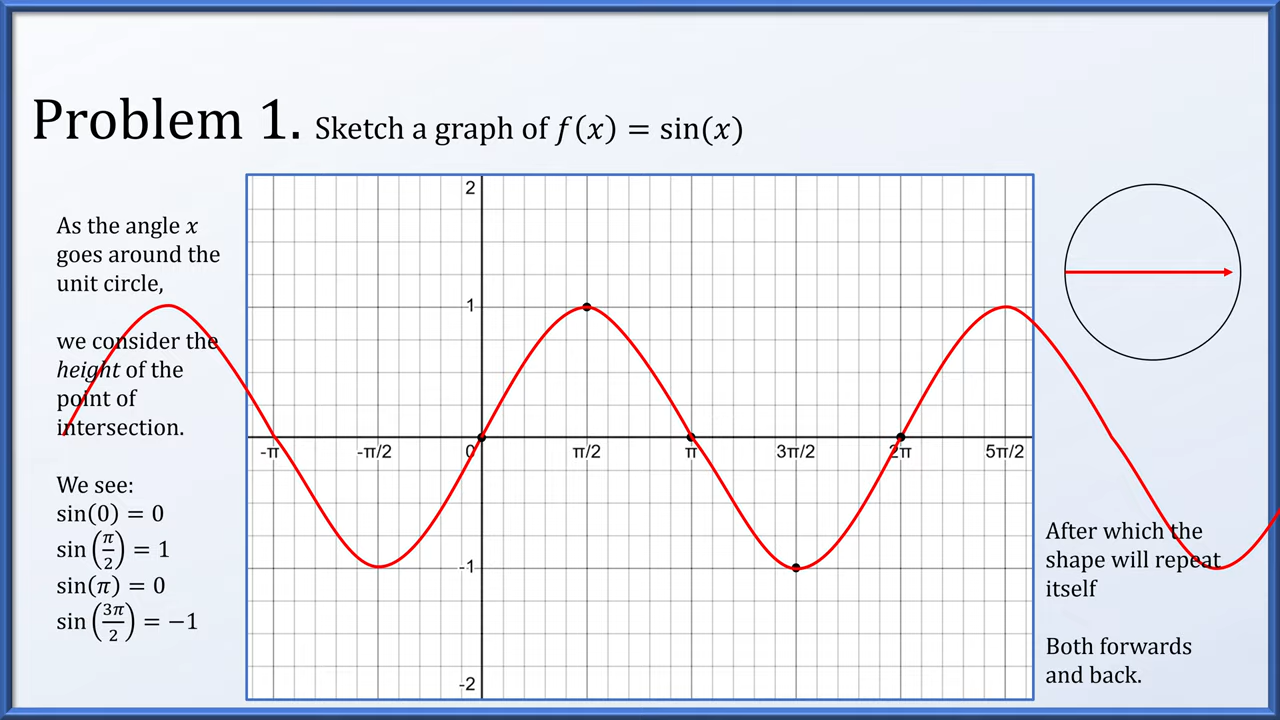 Problem 1. Sketch a graph of f(x) = sin(x)
As the angle x
goes around the
unit circle,
we consider the
height of the
point of
intersection.
We see:
sin(0) = 0
sin(π/2) = 1
sin(π) = 0
sin(3π/2) = −1
2
1
-π
-π/2
0
π/2
π
3π/2
2π
5π/2
-1
-2
After which the
shape will repeat
itself
Both forwards
and back.